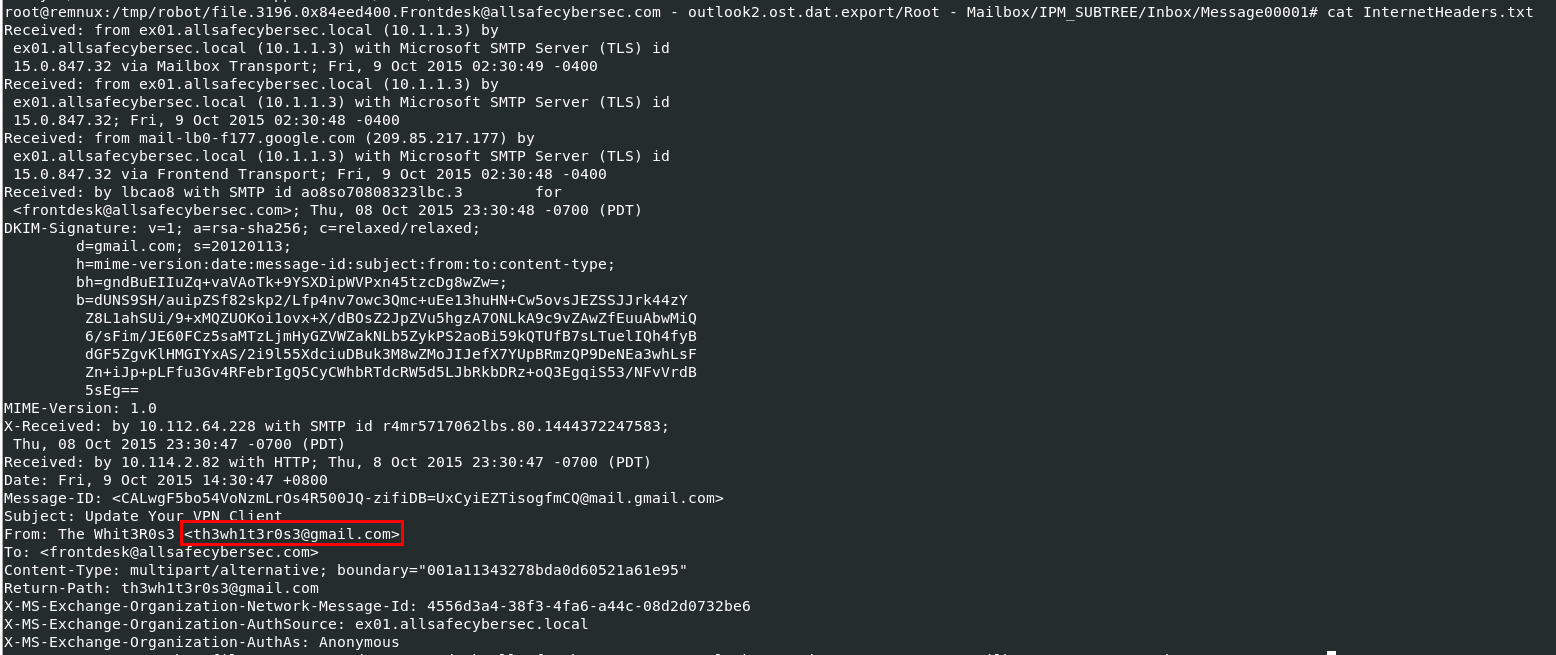 root@remnux:/tmp/robot/file.3196.0x84eed400.Frontdesk@allsafecybersec.com - outlook2.ost.dat.export/Root - Mailbox/IPM_SUBTREE/Inbox/Message00001# cat InternetHeaders.txt
Received: from ex01.allsafecybersec.local (10.1.1.3) by
 ex01.allsafecybersec.local (10.1.1.3) with Microsoft SMTP Server (TLS) id
 15.0.847.32 via Mailbox Transport; Fri, 9 Oct 2015 02:30:49 -0400
Received: from ex01.allsafecybersec.local (10.1.1.3) by
 ex01.allsafecybersec.local (10.1.1.3) with Microsoft SMTP Server (TLS) id
 15.0.847.32; Fri, 9 Oct 2015 02:30:48 -0400
Received: from mail-lb0-f177.google.com (209.85.217.177) by
 ex01.allsafecybersec.local (10.1.1.3) with Microsoft SMTP Server (TLS) id
 15.0.847.32 via Frontend Transport; Fri, 9 Oct 2015 02:30:48 -0400
Received: by lbcao8 with SMTP id ao8so70808323lbc.3        for
 <frontdesk@allsafecybersec.com>; Thu, 08 Oct 2015 23:30:48 -0700 (PDT)
DKIM-Signature: v=1; a=rsa-sha256; c=relaxed/relaxed;
        d=gmail.com; s=20120113;
        h=mime-version:date:message-id:subject:from:to:content-type;
        bh=gndBuEIIuZq+vaVAoTk+9YSXDipWVPxn45tzcDg8wZw=;
        b=dUNS9SH/auipZSf82skp2/Lfp4nv7owc3Qmc+uEe13huHN+Cw5ovsJEZSSJJrk44zY
         Z8L1ahSUi/9+xMQZUOKoi1ovx+X/dBOsZ2JpZVu5hgzA7ONLkA9c9vZAwZfEuuAbwMiQ
         6/sFim/JE60FCz5saMTzLjmHyGZVWZakNLb5ZykPS2aoBi59kQTUfB7sLTuelIQh4fyB
         dGF5ZgvKlHMGIYxAS/2i9l55XdciuDBuk3M8wZMoJIJefX7YUpBRmzQP9DeNEa3whLsF
         Zn+iJp+pLFfu3Gv4RFebrIgQ5CyCWhbRTdcRW5d5LJbRkbDRz+oQ3EgqiS53/NFvVrdB
         5sEg==
MIME-Version: 1.0
X-Received: by 10.112.64.228 with SMTP id r4mr5717062lbs.80.1444372247583;
 Thu, 08 Oct 2015 23:30:47 -0700 (PDT)
Received: by 10.114.2.82 with HTTP; Thu, 8 Oct 2015 23:30:47 -0700 (PDT)
Date: Fri, 9 Oct 2015 14:30:47 +0800
Message-ID: <CALwgF5bo54VoNzmLrOs4R500JQ-zifiDB=UxCyiEZTisogfmCQ@mail.gmail.com>
Subject: Update Your VPN Client
From: The Whit3R0s3 <th3wh1t3r0s3@gmail.com>
To: <frontdesk@allsafecybersec.com>
Content-Type: multipart/alternative; boundary="001a11343278bda0d60521a61e95"
Return-Path: th3wh1t3r0s3@gmail.com
X-MS-Exchange-Organization-Network-Message-Id: 4556d3a4-38f3-4fa6-a44c-08d2d0732be6
X-MS-Exchange-Organization-AuthSource: ex01.allsafecybersec.local
X-MS-Exchange-Organization-AuthAs: Anonymous